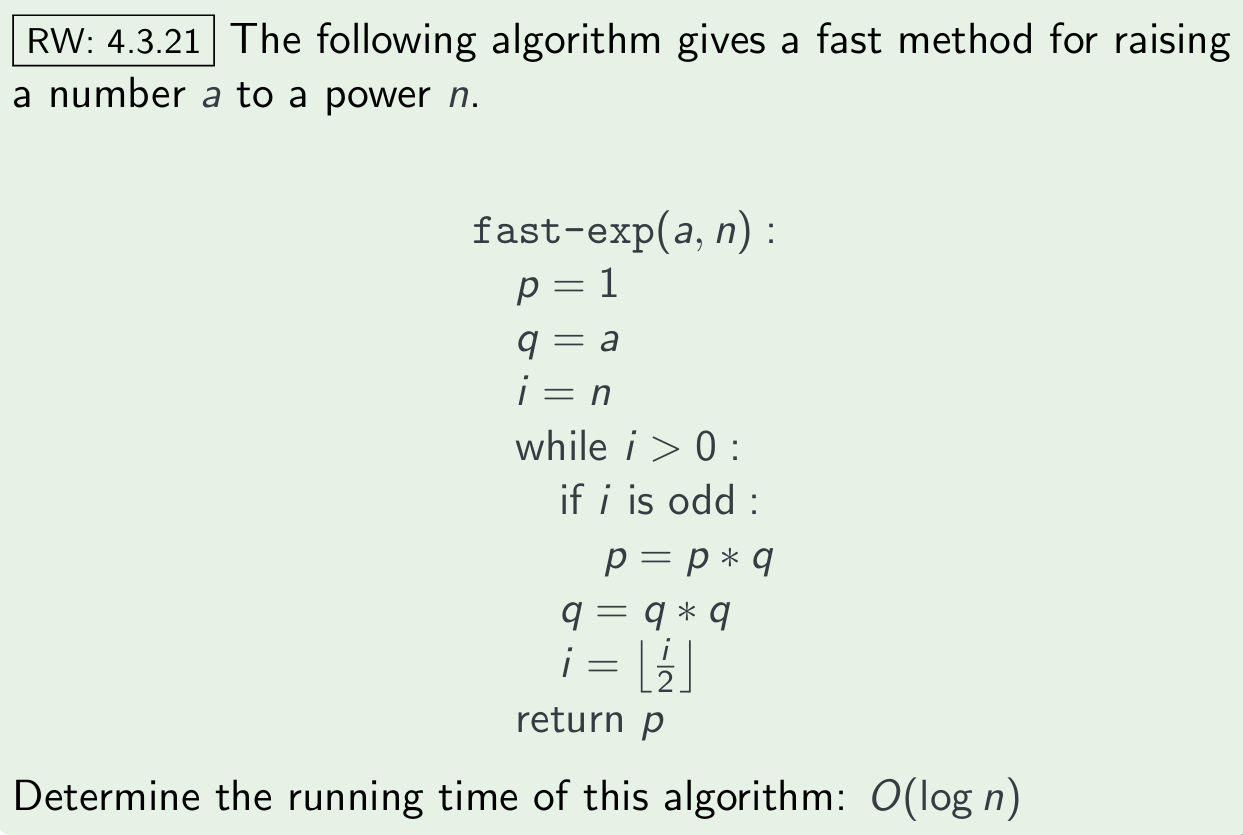 RW: 4.3.21 The following algorithm gives a fast method for raising
a number a to a power n.
fast-exp(a, n) :
p = 1
q = a
i = n
while i > 0 :
if i is odd :
p = p ∗ q
q = q ∗ q
i = ⌊i/2⌋
return p
Determine the running time of this algorithm: O(log n)